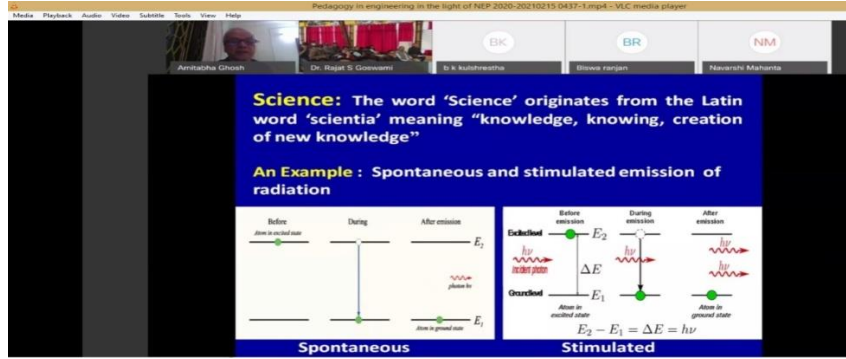 Pedagogy in engineering in the light of NEP 2020-20210215 0437-1.mp4 - VLC media player
Media Playback Audio Video Subtitle Tools View Help
BK BR NM
Amitabha Ghosh Dr. Rajat S Goswami b k kulshrestha Biswa ranjan Navarshi Mahanta
Science: The word ‘Science’ originates from the Latin
word ‘scientia’ meaning “knowledge, knowing, creation
of new knowledge”
An Example : Spontaneous and stimulated emission of
radiation
Before During After emission
Atom in excited state
E₂
photon hν
Atom in ground state E₁
Before emission During emission After emission
Excited level E₂
hν hν hν
incident photon ΔE hν
Ground level E₁
Atom in excited state Atom in ground state
E₂ − E₁ = ΔE = hν
Spontaneous Stimulated